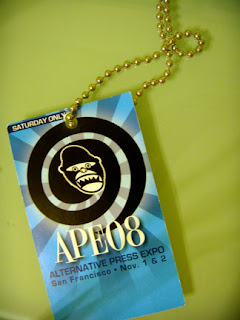 SATURDAY ONLY
APE08
ALTERNATIVE PRESS EXPO
San Francisco • Nov. 1 & 2